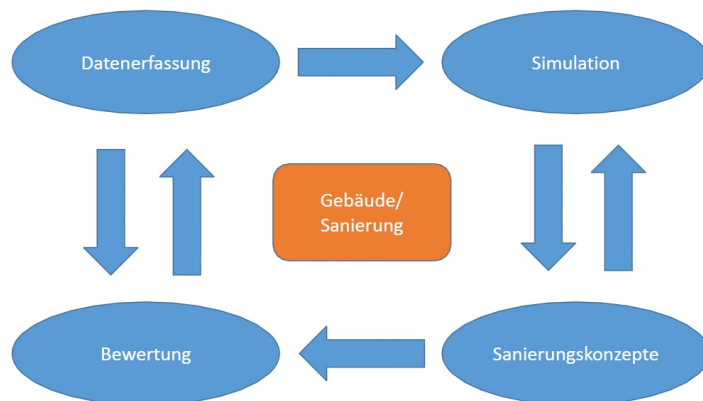 Datenerfassung
Simulation
Gebäude/
Sanierung
Bewertung
Sanierungskonzepte